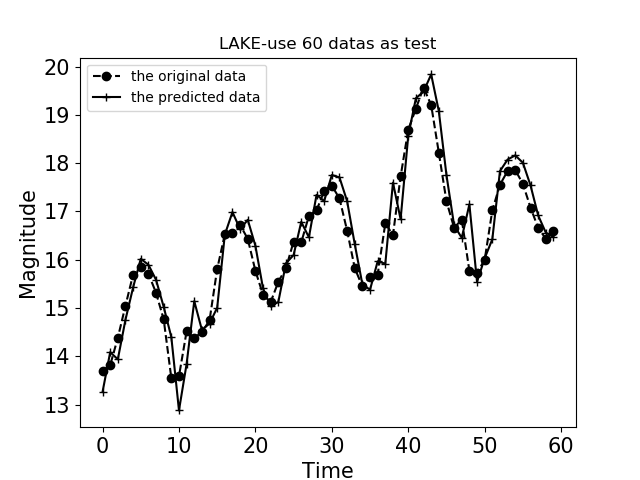 LAKE-use 60 datas as test
the original data
the predicted data
20
19
18
17
16
15
14
13
Magnitude
0 10 20 30 40 50 60
Time